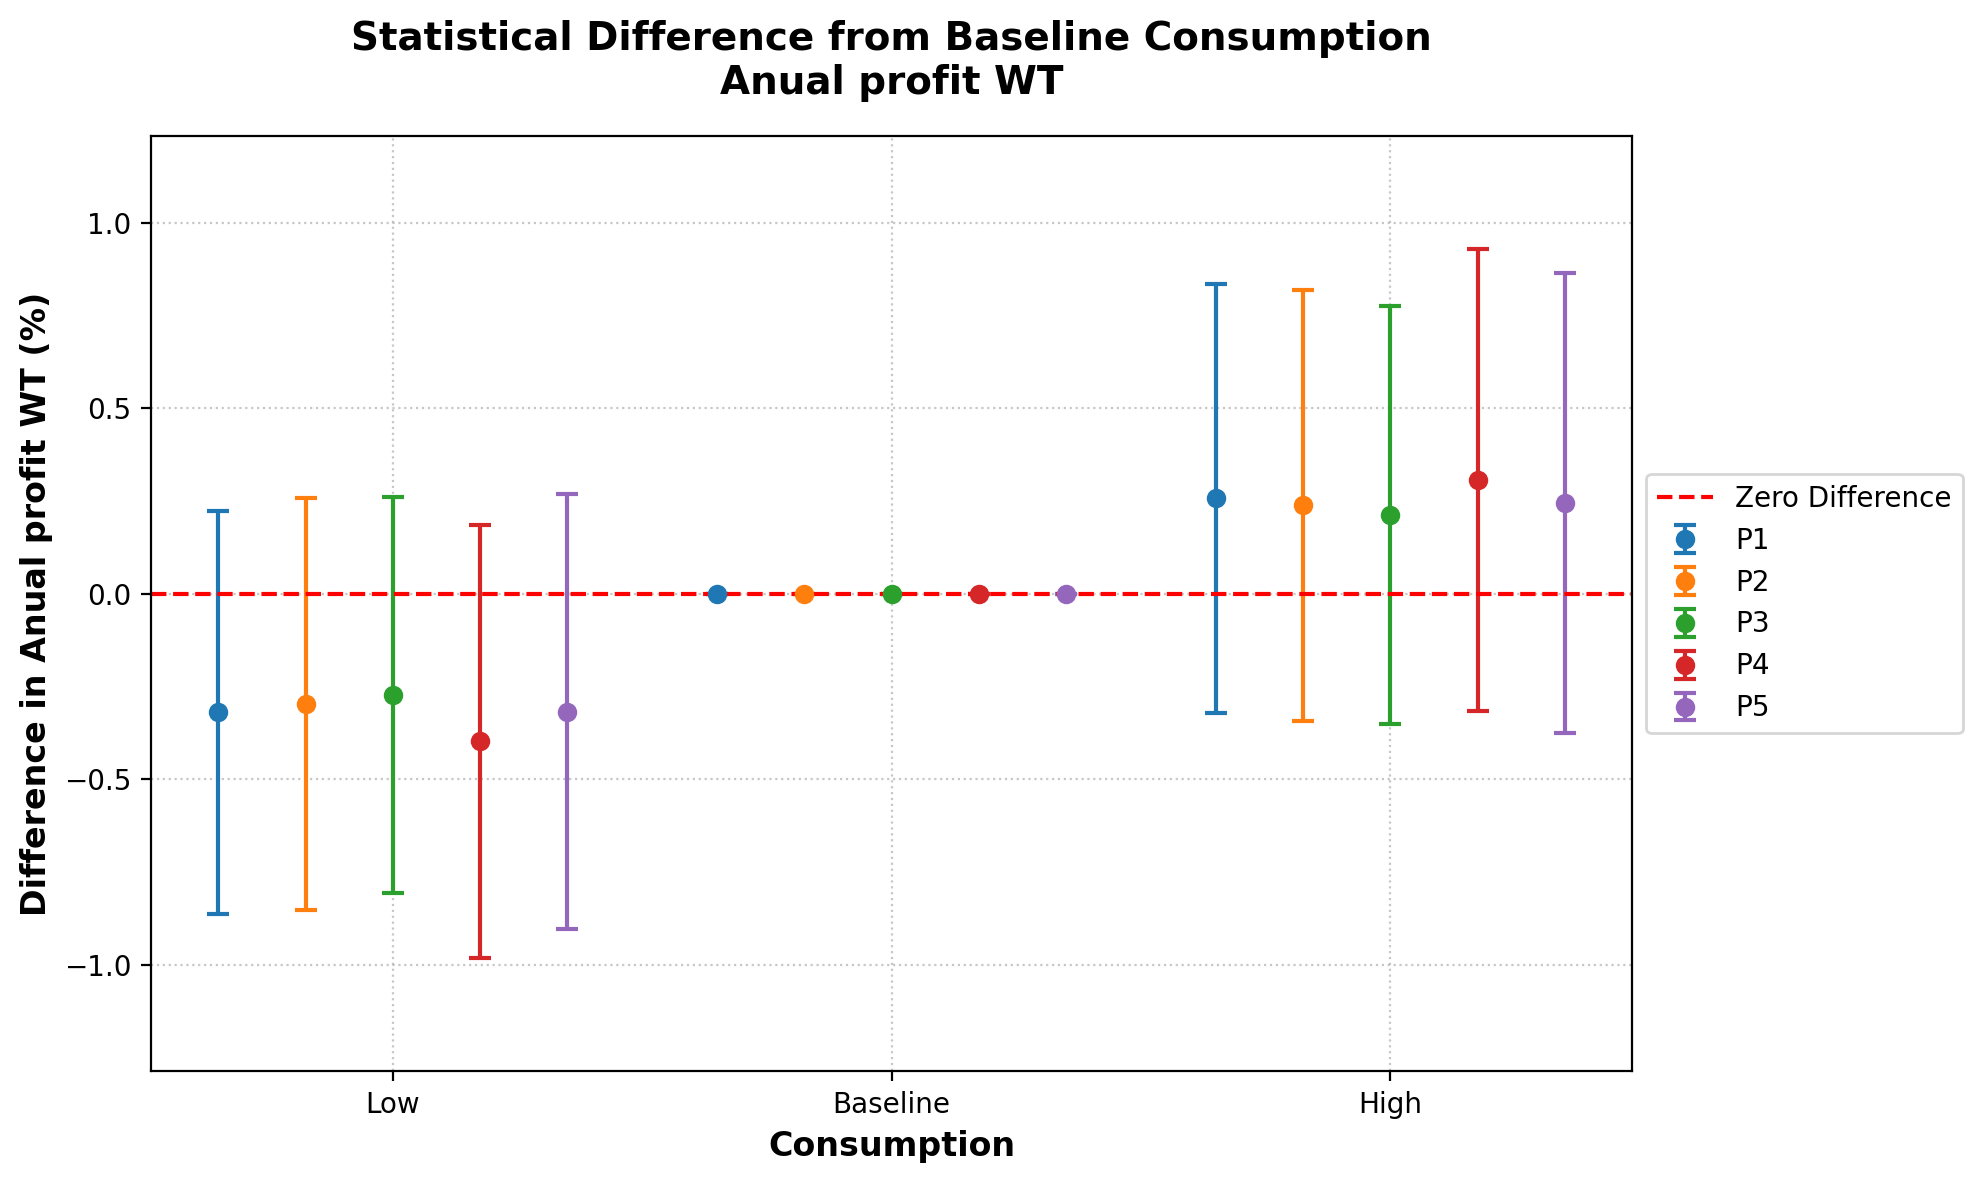 Statistical Difference from Baseline Consumption
Anual profit WT
Difference in Anual profit WT (%)
1.0
0.5
0.0
−0.5
−1.0
Low
Baseline
High
Consumption
Zero Difference
P1
P2
P3
P4
P5